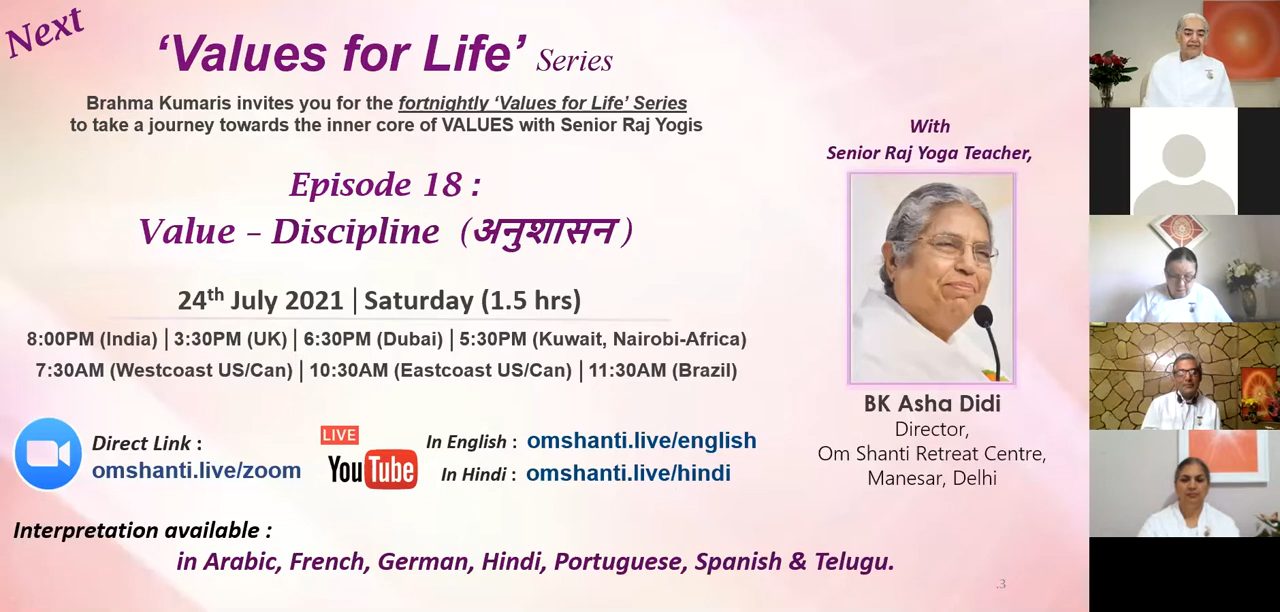 Next
‘Values for Life’ Series
Brahma Kumaris invites you for the fortnightly ‘Values for Life’ Series
to take a journey towards the inner core of VALUES with Senior Raj Yogis
Episode 18 :
Value – Discipline (अनुशासन)
24th July 2021 | Saturday (1.5 hrs)
8:00PM (India) | 3:30PM (UK) | 6:30PM (Dubai) | 5:30PM (Kuwait, Nairobi-Africa)
7:30AM (Westcoast US/Can) | 10:30AM (Eastcoast US/Can) | 11:30AM (Brazil)
With
Senior Raj Yoga Teacher,
BK Asha Didi
Director,
Om Shanti Retreat Centre,
Manesar, Delhi
Direct Link :
omshanti.live/zoom
LIVE
YouTube
In English : omshanti.live/english
In Hindi : omshanti.live/hindi
Interpretation available :
in Arabic, French, German, Hindi, Portuguese, Spanish & Telugu.
.3